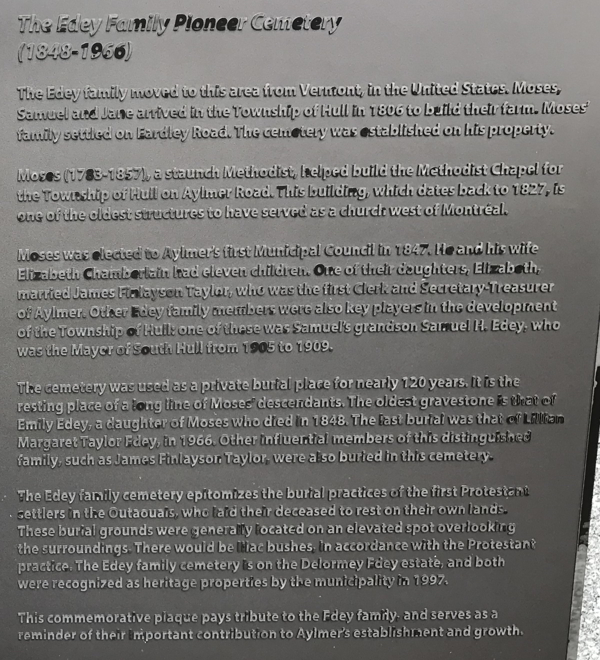 The Edey Family Pioneer Cemetery
(1848-1966)
The Edey family moved to this area from Vermont, in the United States. Moses,
Samuel and Jane arrived in the Township of Hull in 1806 to build their farm. Moses'
family settled on Eardley Road. The cemetery was established on his property.
Moses (1783-1857), a staunch Methodist, helped build the Methodist Chapel for
the Township of Hull on Aylmer Road. This building, which dates back to 1827, is
one of the oldest structures to have served as a church west of Montréal.
Moses was elected to Aylmer's first Municipal Council in 1847. He and his wife
Elizabeth Chamberlain had eleven children. One of their daughters, Elizabeth,
married James Finlayson Taylor, who was the first Clerk and Secretary-Treasurer
of Aylmer. Other Edey family members were also key players in the development
of the Township of Hull: one of these was Samuel's grandson Samuel H. Edey, who
was the Mayor of South Hull from 1905 to 1909.
The cemetery was used as a private burial place for nearly 120 years. It is the
resting place of a long line of Moses' descendants. The oldest gravestone is that of
Emily Edey, a daughter of Moses who died in 1848. The last burial was that of Lillian
Margaret Taylor Edey, in 1966. Other influential members of this distinguished
family, such as James Finlayson Taylor, were also buried in this cemetery.
The Edey family cemetery epitomizes the burial practices of the first Protestant
settlers in the Outaouais, who laid their deceased to rest on their own lands.
These burial grounds were generally located on an elevated spot overlooking
the surroundings. There would be lilac bushes, in accordance with the Protestant
practice. The Edey family cemetery is on the Delormey Edey estate, and both
were recognized as heritage properties by the municipality in 1997.
This commemorative plaque pays tribute to the Edey family, and serves as a
reminder of their important contribution to Aylmer's establishment and growth.